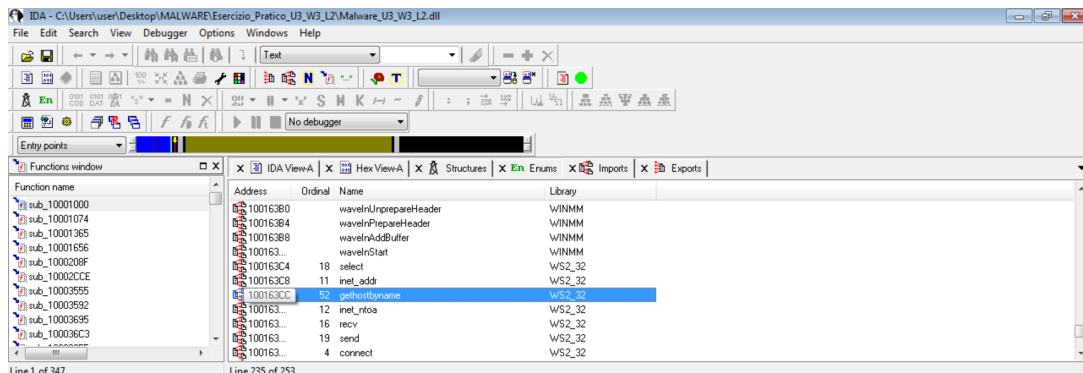 IDA - C:\Users\user\Desktop\MALWARE\Esercizio_Pratico_U3_W3_L2\Malware_U3_W3_L2.dll
File Edit Search View Debugger Options Windows Help
Text
En
No debugger
Entry points
Functions window
IDA View-A Hex View-A Structures En Enums Imports Exports
Function name
sub_10001000
sub_10001074
sub_10001365
sub_10001656
sub_1000208F
sub_10002CCE
sub_10003555
sub_10003592
sub_10003695
sub_100036C3
Address Ordinal Name Library
100163B0 waveInUnprepareHeader WINMM
100163B4 waveInPrepareHeader WINMM
100163B8 waveInAddBuffer WINMM
100163... waveInStart WINMM
100163C4 18 select WS2_32
100163C8 11 inet_addr WS2_32
100163CC 52 gethostbyname WS2_32
100163... 12 inet_ntoa WS2_32
100163... 16 recv WS2_32
100163... 19 send WS2_32
100163... 4 connect WS2_32
Line 1 of 347
Line 235 of 253